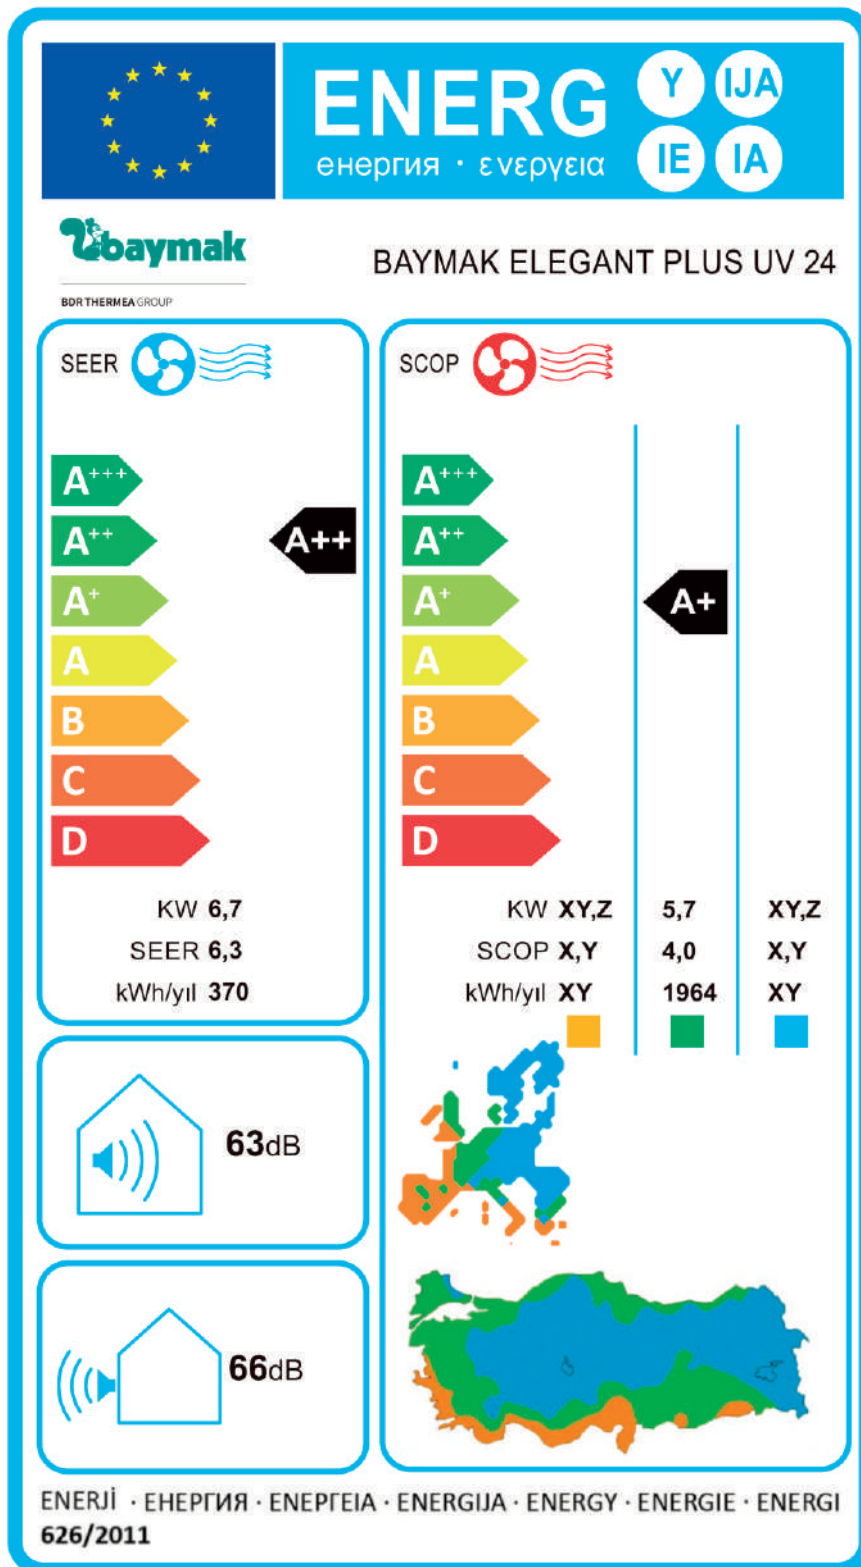 ENERG
Y IJA
IE IA
енергия · ενεργεια
baymak
BDR THERMEA GROUP
BAYMAK ELEGANT PLUS UV 24
SEER
A+++
A++
A+
A
B
C
D
A++
KW 6,7
SEER 6,3
kWh/yıl 370
SCOP
A+++
A++
A+
A
B
C
D
A+
KW XY,Z 5,7 XY,Z
SCOP X,Y 4,0 X,Y
kWh/yıl XY 1964 XY
63dB
66dB
ENERJİ · ЕНЕРГИЯ · ΕΝΕΡΓΕΙΑ · ENERGIJA · ENERGY · ENERGIE · ENERGI
626/2011